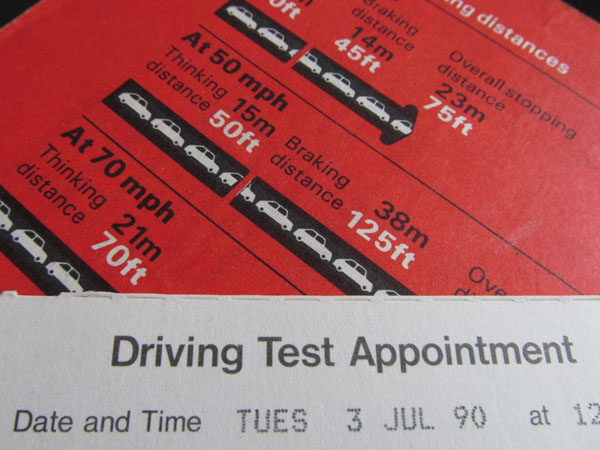 ng distances
0ft
Braking
distance
14m
45ft
Overall stopping
distance
23m
75ft
At 50 mph
Thinking
distance
15m
50ft
Braking
distance
38m
125ft
At 70 mph
Thinking
distance
21m
70ft
Driving Test Appointment
Date and Time TUES 3 JUL 90 at 12